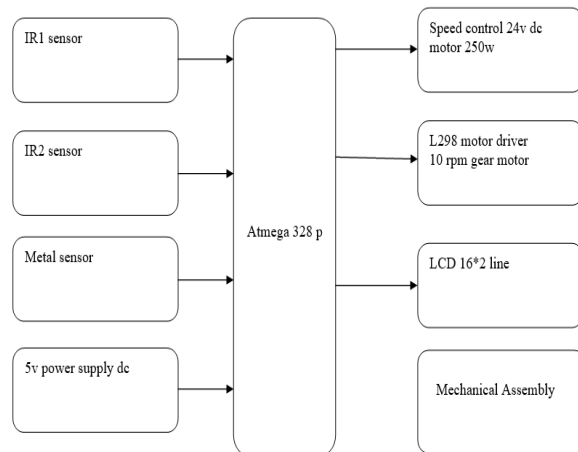 IR1 sensor
IR2 sensor
Metal sensor
5v power supply dc
Atmega 328 p
Speed control 24v dc
motor 250w
L298 motor driver
10 rpm gear motor
LCD 16*2 line
Mechanical Assembly